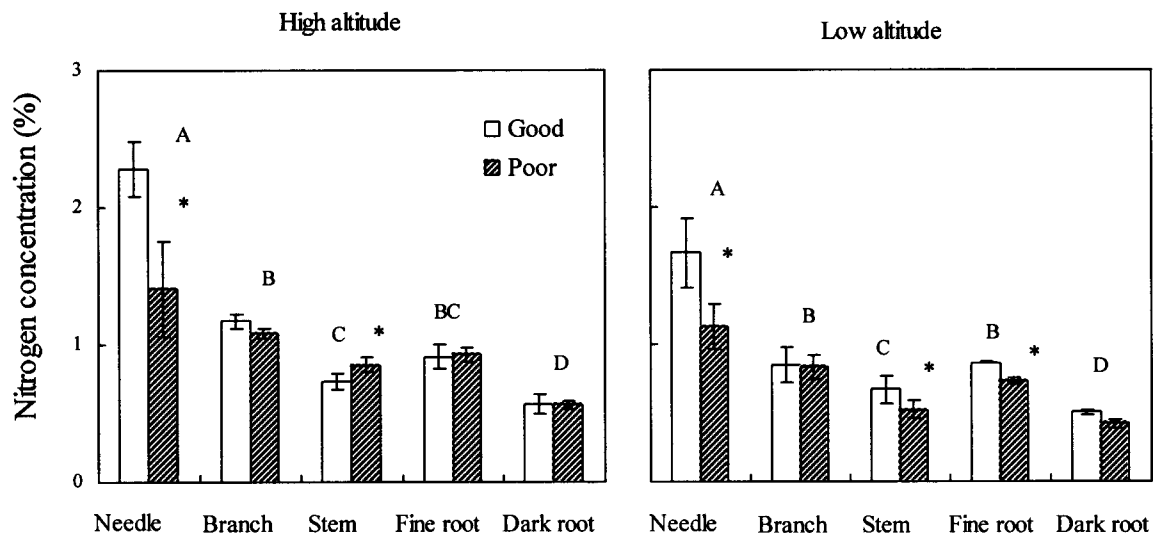 High altitude
Low altitude
Nitrogen concentration (%)
3
2
1
0
Good
Poor
A
*
B
C
*
BC
D
A
*
B
C
*
B
*
D
Needle Branch Stem Fine root Dark root
Needle Branch Stem Fine root Dark root